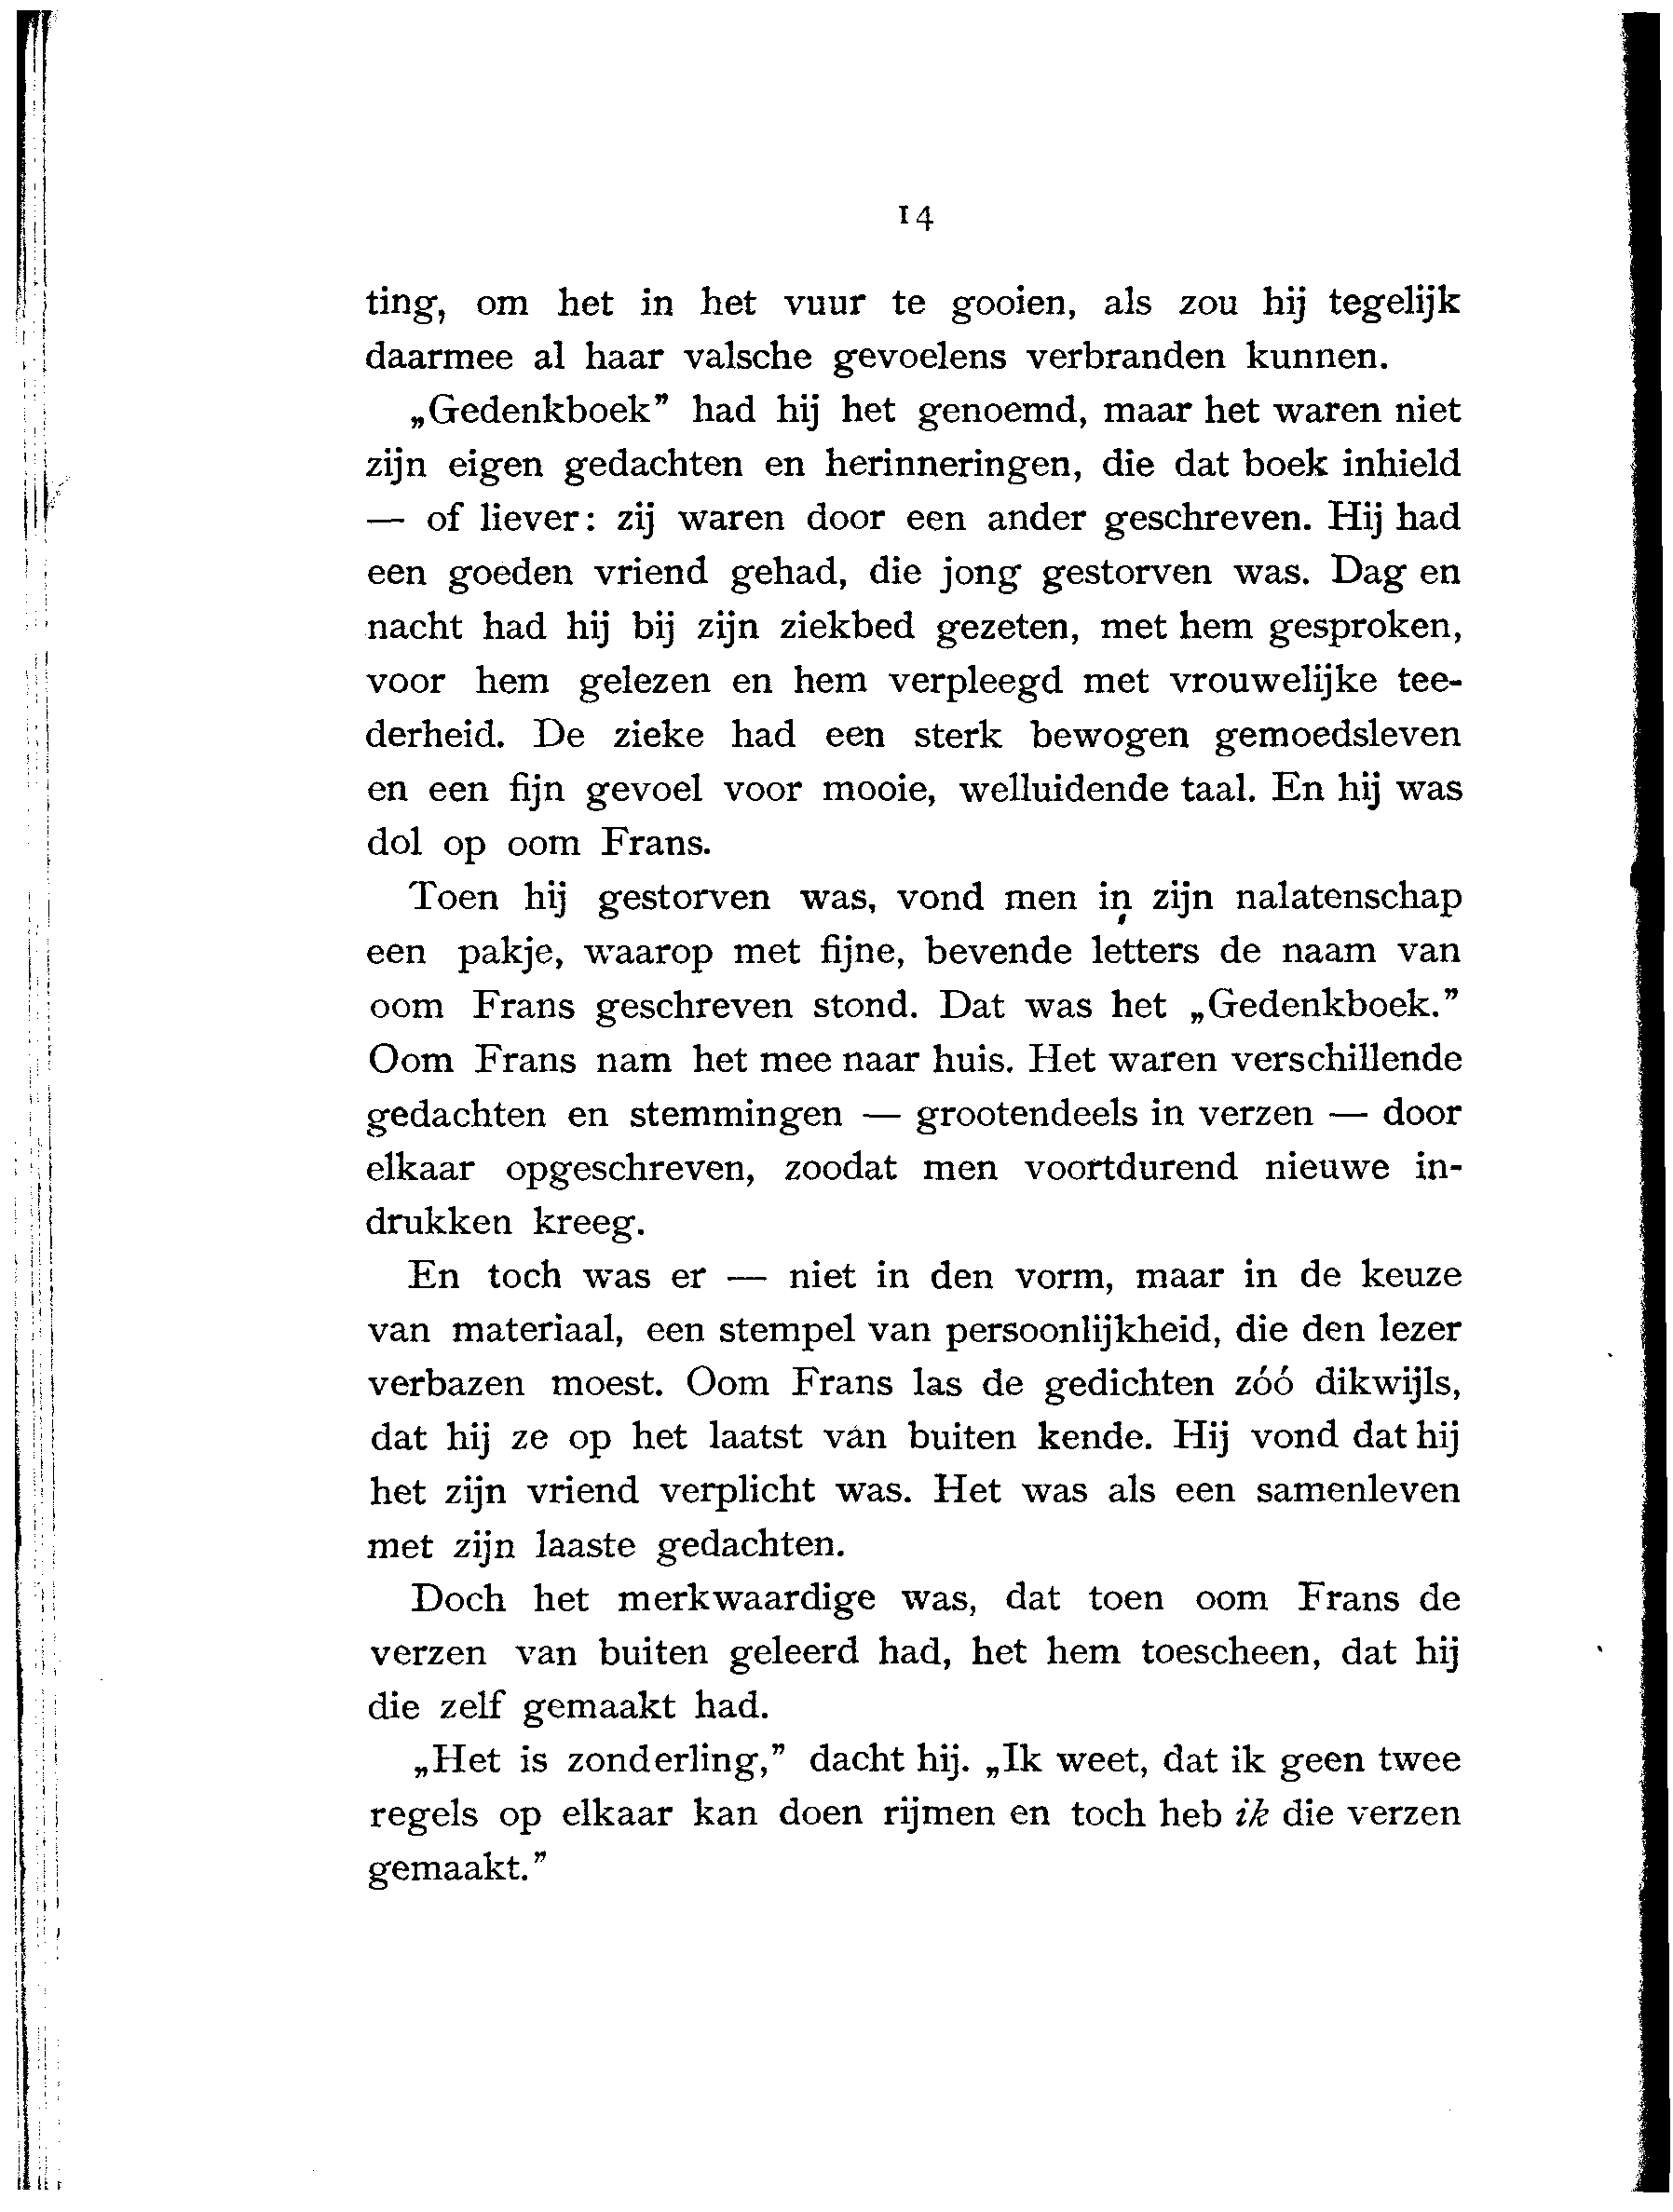 14
ting, om het in het vuur te gooien, als zou hij tegelijk
daarmee al haar valsche gevoelens verbranden kunnen.
„Gedenkboek” had hij het genoemd, maar het waren niet
zijn eigen gedachten en herinneringen, die dat boek inhield
— of liever: zij waren door een ander geschreven. Hij had
een goeden vriend gehad, die jong gestorven was. Dag en
nacht had hij bij zijn ziekbed gezeten, met hem gesproken,
voor hem gelezen en hem verpleegd met vrouwelijke tee-
derheid. De zieke had een sterk bewogen gemoedsleven
en een fijn gevoel voor mooie, welluidende taal. En hij was
dol op oom Frans.
Toen hij gestorven was, vond men in zijn nalatenschap
een pakje, waarop met fijne, bevende letters de naam van
oom Frans geschreven stond. Dat was het „Gedenkboek.”
Oom Frans nam het mee naar huis. Het waren verschillende
gedachten en stemmingen — grootendeels in verzen — door
elkaar opgeschreven, zoodat men voortdurend nieuwe in-
drukken kreeg.
En toch was er — niet in den vorm, maar in de keuze
van materiaal, een stempel van persoonlijkheid, die den lezer
verbazen moest. Oom Frans las de gedichten zóó dikwijls,
dat hij ze op het laatst van buiten kende. Hij vond dat hij
het zijn vriend verplicht was. Het was als een samenleven
met zijn laaste gedachten.
Doch het merkwaardige was, dat toen oom Frans de
verzen van buiten geleerd had, het hem toescheen, dat hij
die zelf gemaakt had.
„Het is zonderling,” dacht hij. „Ik weet, dat ik geen twee
regels op elkaar kan doen rijmen en toch heb ik die verzen
gemaakt.”